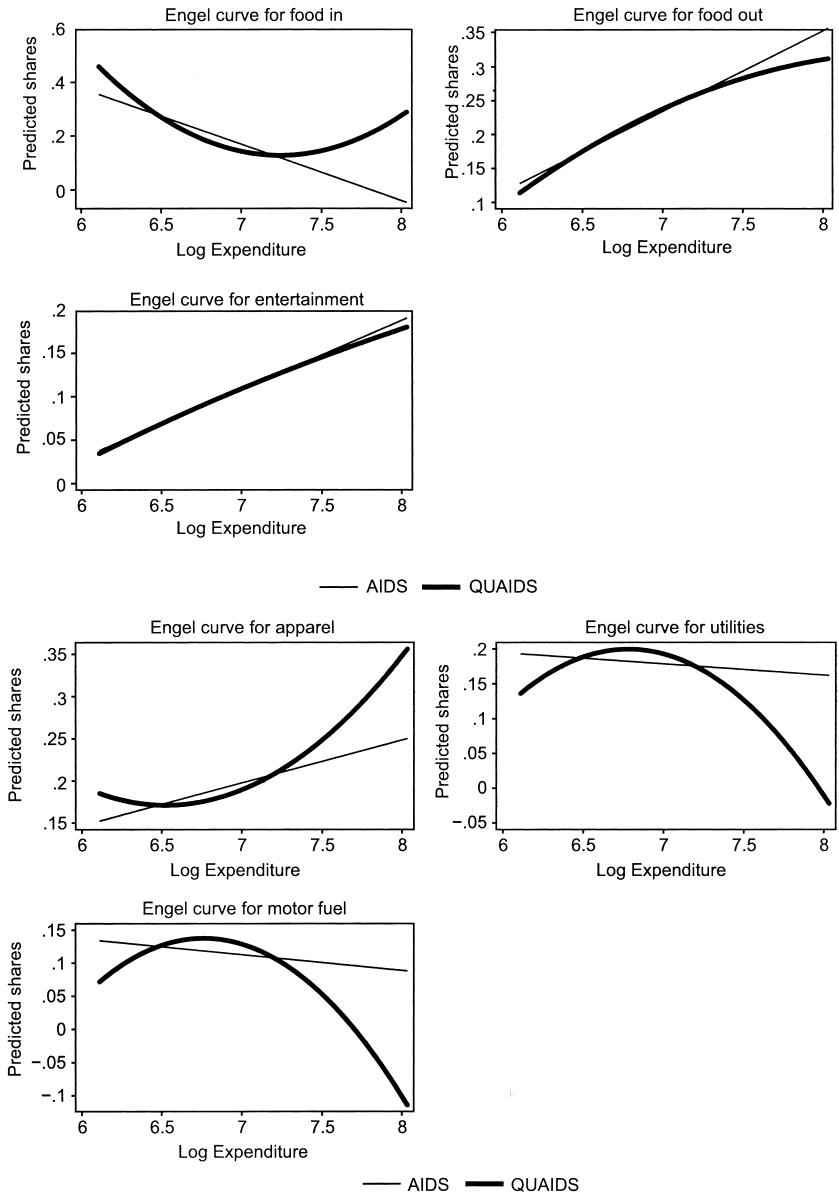 Engel curve for food in
Predicted shares
.6
.4
.2
0
6 6.5 7 7.5 8
Log Expenditure
Engel curve for food out
Predicted shares
.35
.3
.25
.2
.15
.1
6 6.5 7 7.5 8
Log Expenditure
Engel curve for entertainment
Predicted shares
.2
.15
.1
.05
0
6 6.5 7 7.5 8
Log Expenditure
AIDS QUAIDS
Engel curve for apparel
Predicted shares
.35
.3
.25
.2
.15
6 6.5 7 7.5 8
Log Expenditure
Engel curve for utilities
Predicted shares
.2
.15
.1
.05
0
−.05
6 6.5 7 7.5 8
Log Expenditure
Engel curve for motor fuel
Predicted shares
.15
.1
.05
0
−.05
−.1
6 6.5 7 7.5 8
Log Expenditure
AIDS QUAIDS